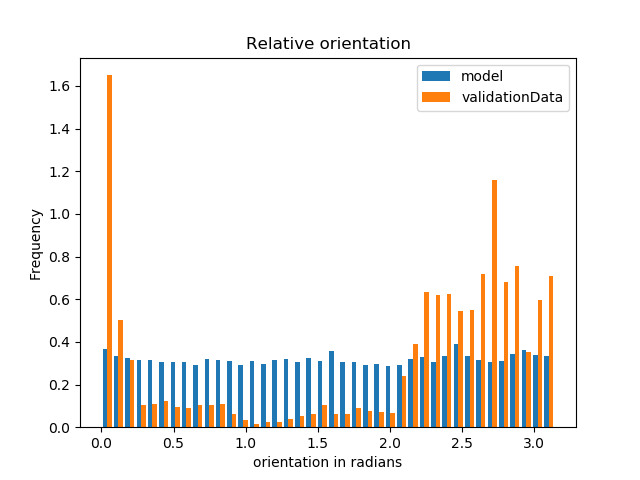 Relative orientation
model
validationData
Frequency
1.6
1.4
1.2
1.0
0.8
0.6
0.4
0.2
0.0
0.0 0.5 1.0 1.5 2.0 2.5 3.0
orientation in radians